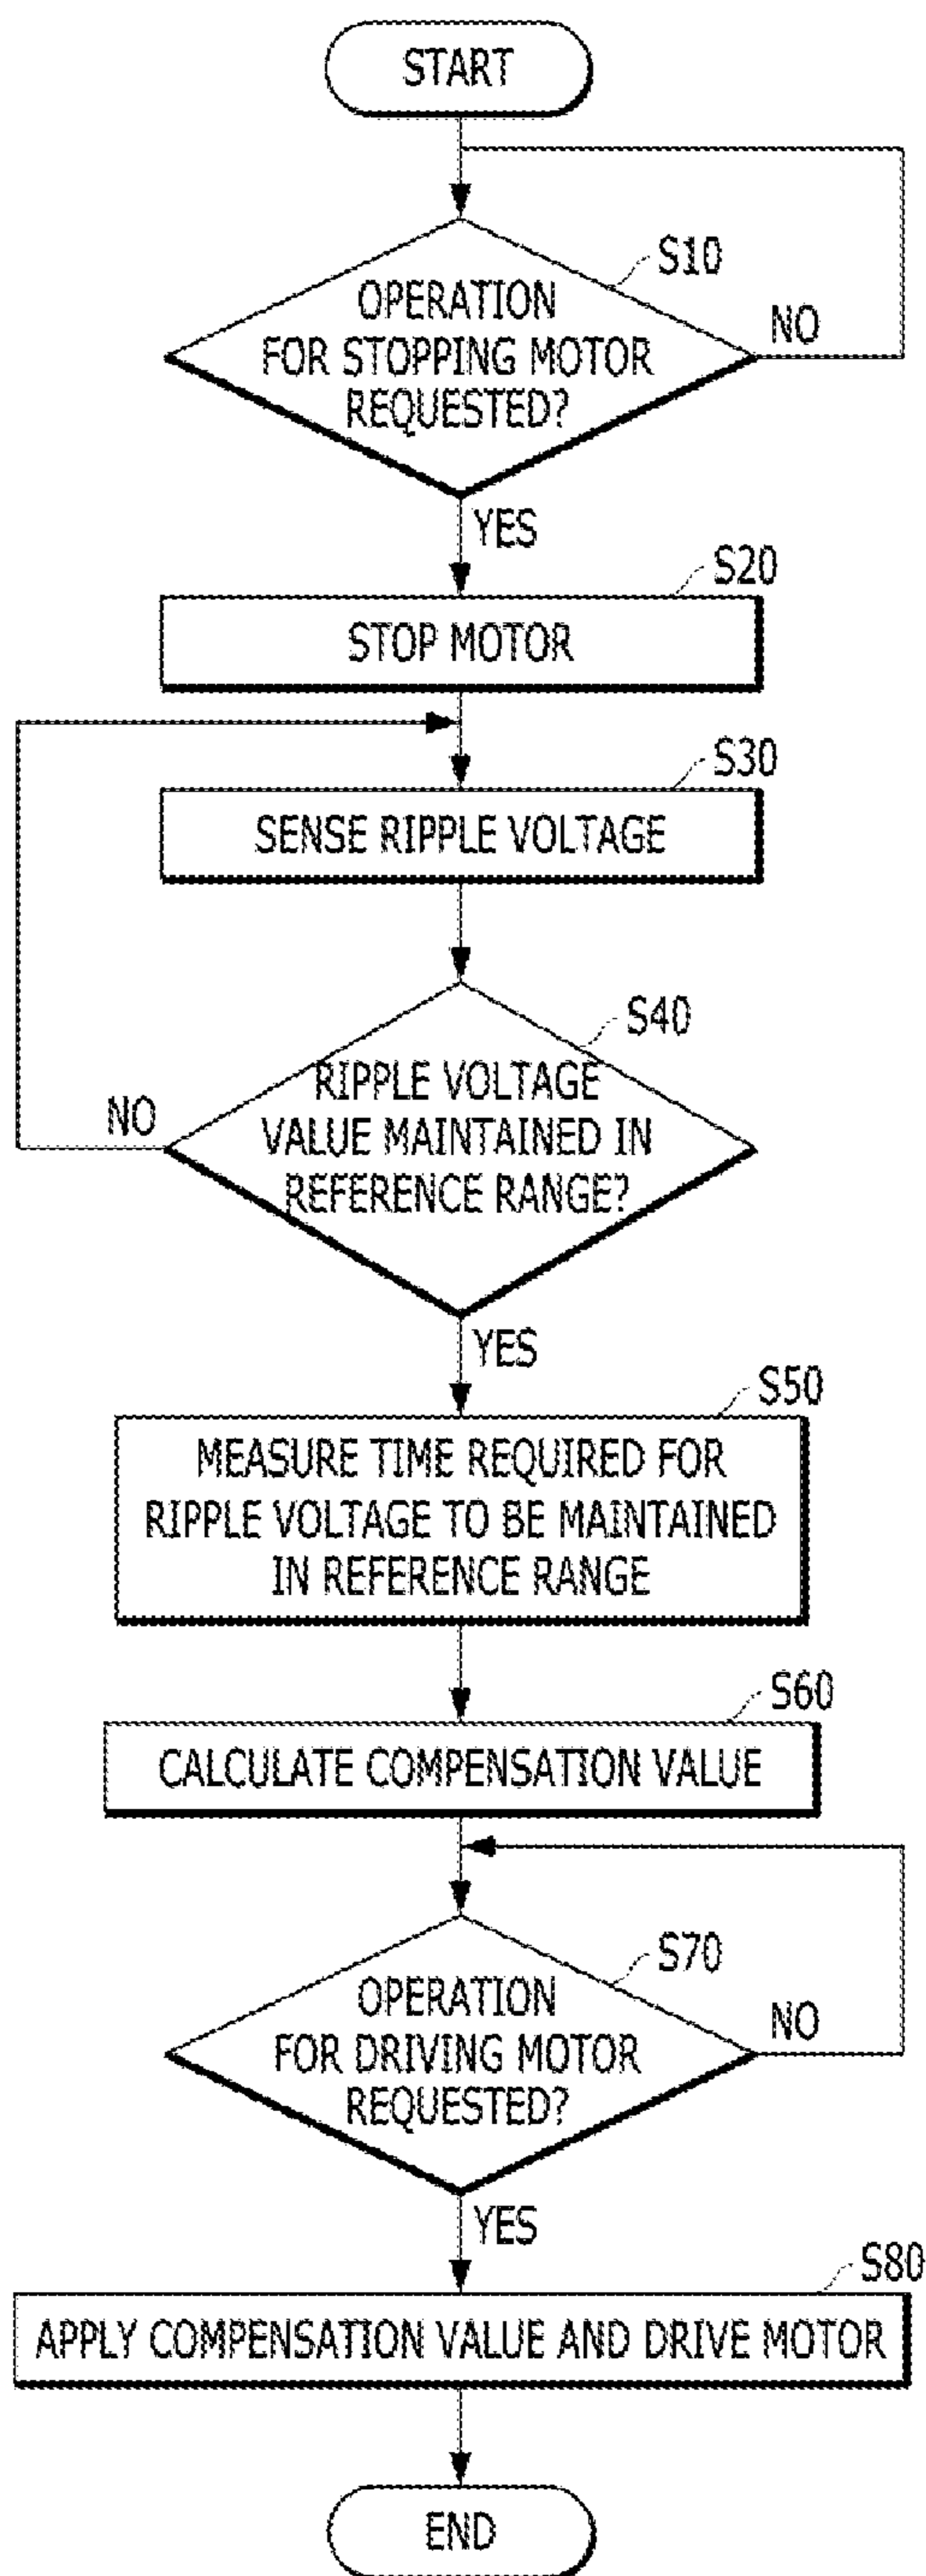 START
S10
OPERATION
FOR STOPPING MOTOR
REQUESTED?
NO
YES
S20
STOP MOTOR
S30
SENSE RIPPLE VOLTAGE
S40
RIPPLE VOLTAGE
VALUE MAINTAINED IN
REFERENCE RANGE?
NO
YES
S50
MEASURE TIME REQUIRED FOR
RIPPLE VOLTAGE TO BE MAINTAINED
IN REFERENCE RANGE
S60
CALCULATE COMPENSATION VALUE
S70
OPERATION
FOR DRIVING MOTOR
REQUESTED?
NO
YES
S80
APPLY COMPENSATION VALUE AND DRIVE MOTOR
END